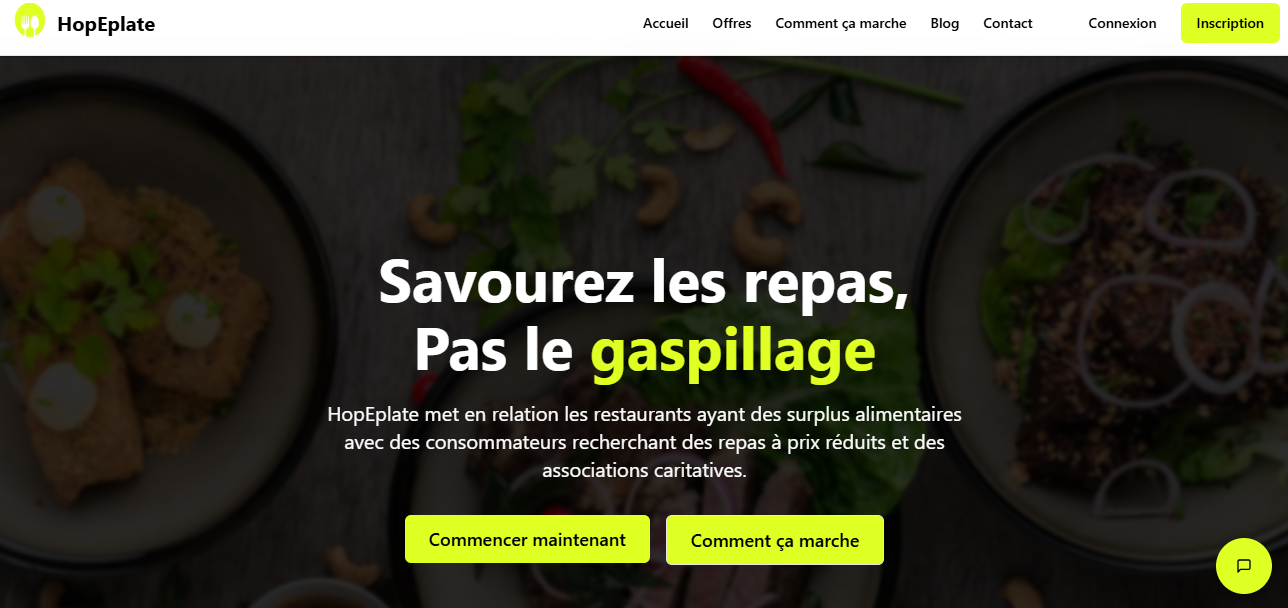 HopEplate
Accueil Offres Comment ça marche Blog Contact Connexion Inscription
Savourez les repas,
Pas le gaspillage
HopEplate met en relation les restaurants ayant des surplus alimentaires
avec des consommateurs recherchant des repas à prix réduits et des
associations caritatives.
Commencer maintenant Comment ça marche